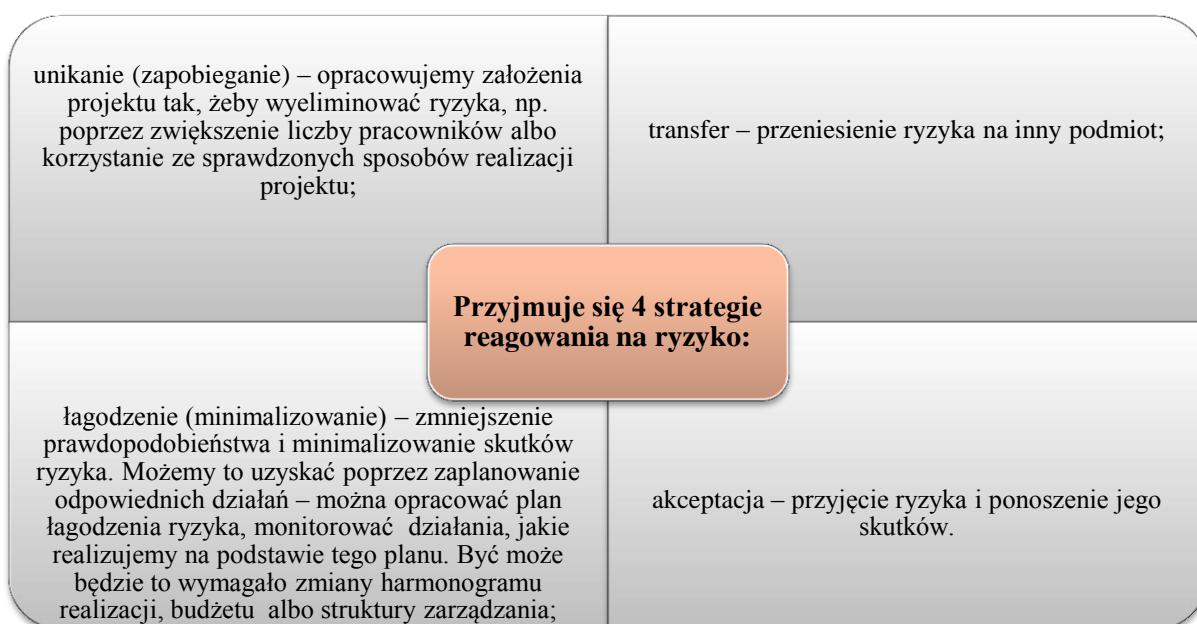 unikanie (zapobieganie) – opracowujemy założenia
projektu tak, żeby wyeliminować ryzyka, np.
poprzez zwiększenie liczby pracowników albo
korzystanie ze sprawdzonych sposobów realizacji
projektu;
transfer – przeniesienie ryzyka na inny podmiot;
Przyjmuje się 4 strategie
reagowania na ryzyko:
łagodzenie (minimalizowanie) – zmniejszenie
prawdopodobieństwa i minimalizowanie skutków
ryzyka. Możemy to uzyskać poprzez zaplanowanie
odpowiednich działań – można opracować plan
łagodzenia ryzyka, monitorować działania, jakie
realizujemy na podstawie tego planu. Być może
będzie to wymagało zmiany harmonogramu
realizacji, budżetu albo struktury zarządzania;
akceptacja – przyjęcie ryzyka i ponoszenie jego
skutków.